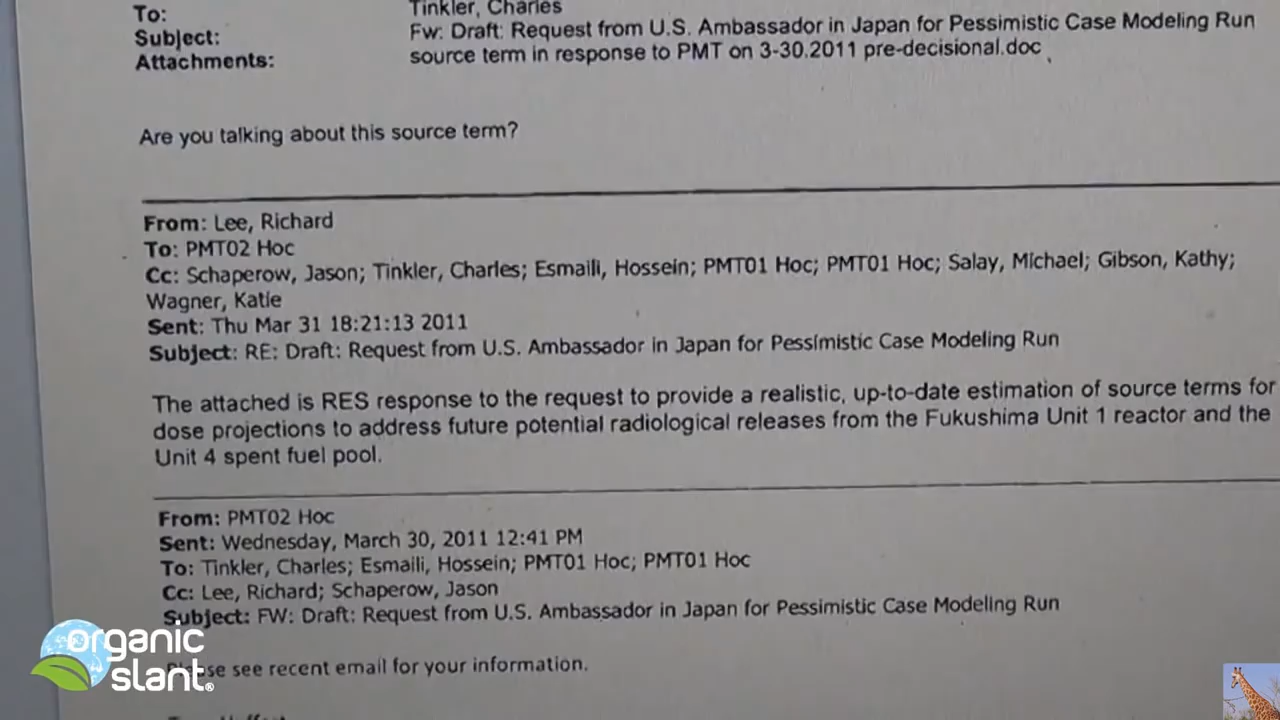 To: Tinkler, Charles
Subject: Fw: Draft: Request from U.S. Ambassador in Japan for Pessimistic Case Modeling Run
Attachments: source term in response to PMT on 3-30.2011 pre-decisional.doc
Are you talking about this source term?
From: Lee, Richard
To: PMT02 Hoc
Cc: Schaperow, Jason; Tinkler, Charles; Esmaili, Hossein; PMT01 Hoc; PMT01 Hoc; Salay, Michael; Gibson, Kathy;
Wagner, Katie
Sent: Thu Mar 31 18:21:13 2011
Subject: RE: Draft: Request from U.S. Ambassador in Japan for Pessimistic Case Modeling Run
The attached is RES response to the request to provide a realistic, up-to-date estimation of source terms for
dose projections to address future potential radiological releases from the Fukushima Unit 1 reactor and the
Unit 4 spent fuel pool.
From: PMT02 Hoc
Sent: Wednesday, March 30, 2011 12:41 PM
To: Tinkler, Charles; Esmaili, Hossein; PMT01 Hoc; PMT01 Hoc
Cc: Lee, Richard; Schaperow, Jason
Subject: FW: Draft: Request from U.S. Ambassador in Japan for Pessimistic Case Modeling Run
Please see recent email for your information.
organic
slant®